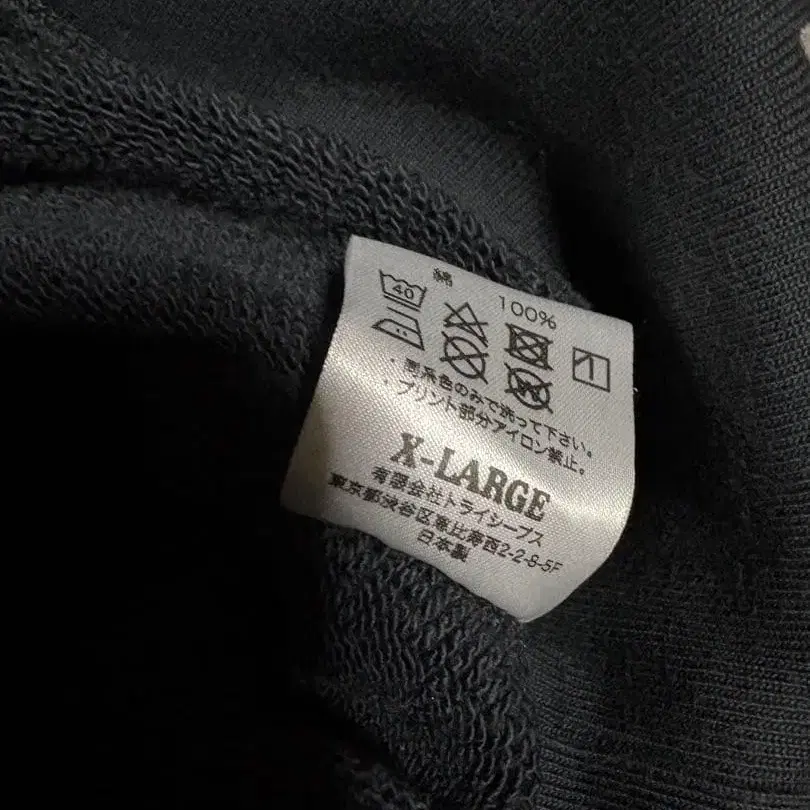 綿 100%
40
・同系色のみで洗って下さい。
・プリント部分アイロン禁止。
X-LARGE
有限会社トライシープス
東京都渋谷区恵比寿西2-2-8-5F
日本製